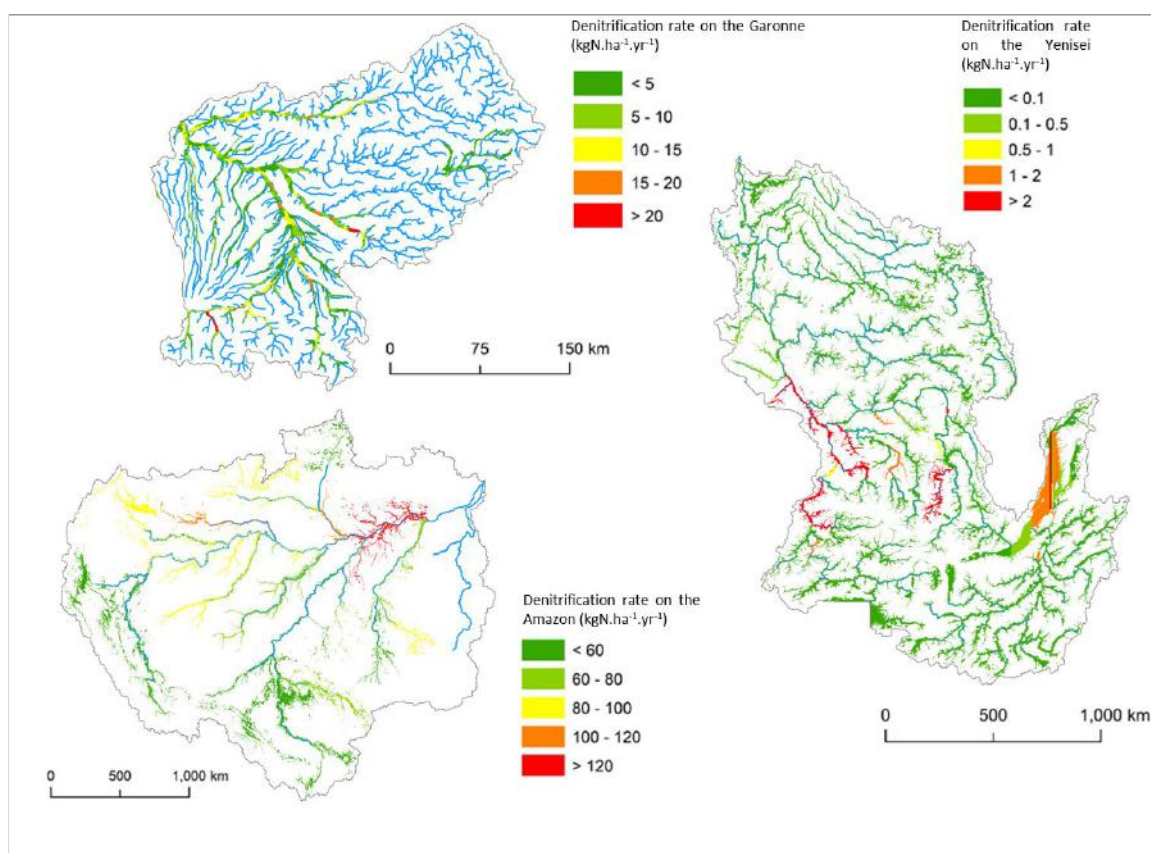 Denitrification rate on the Garonne
(kgN.ha⁻¹.yr⁻¹)
< 5
5 - 10
10 - 15
15 - 20
> 20
0 75 150 km
Denitrification rate
on the Yenisei
(kgN.ha⁻¹.yr⁻¹)
< 0.1
0.1 - 0.5
0.5 - 1
1 - 2
> 2
Denitrification rate on the
Amazon (kgN.ha⁻¹.yr⁻¹)
< 60
60 - 80
80 - 100
100 - 120
> 120
0 500 1,000 km
0 500 1,000 km